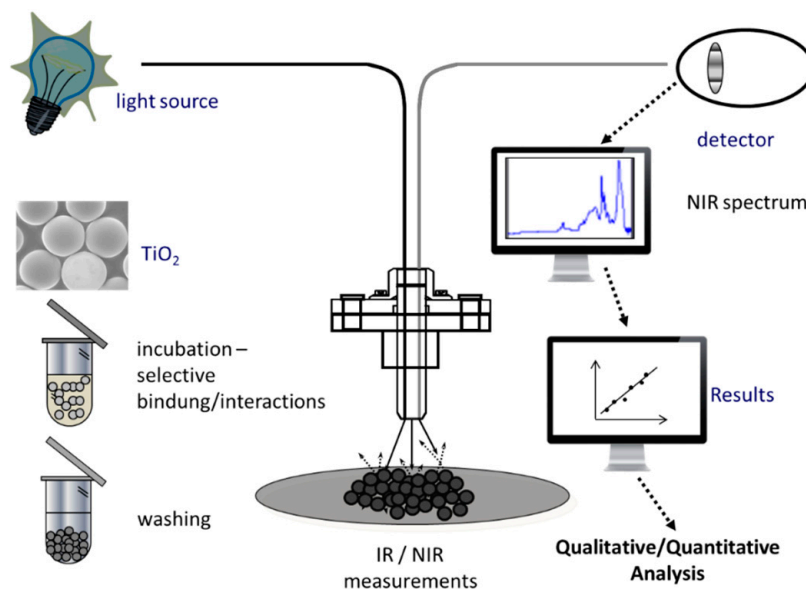 light source
detector
NIR spectrum
TiO₂
incubation –
selective
bindung/interactions
Results
washing
IR / NIR
measurements
Qualitative/Quantitative
Analysis